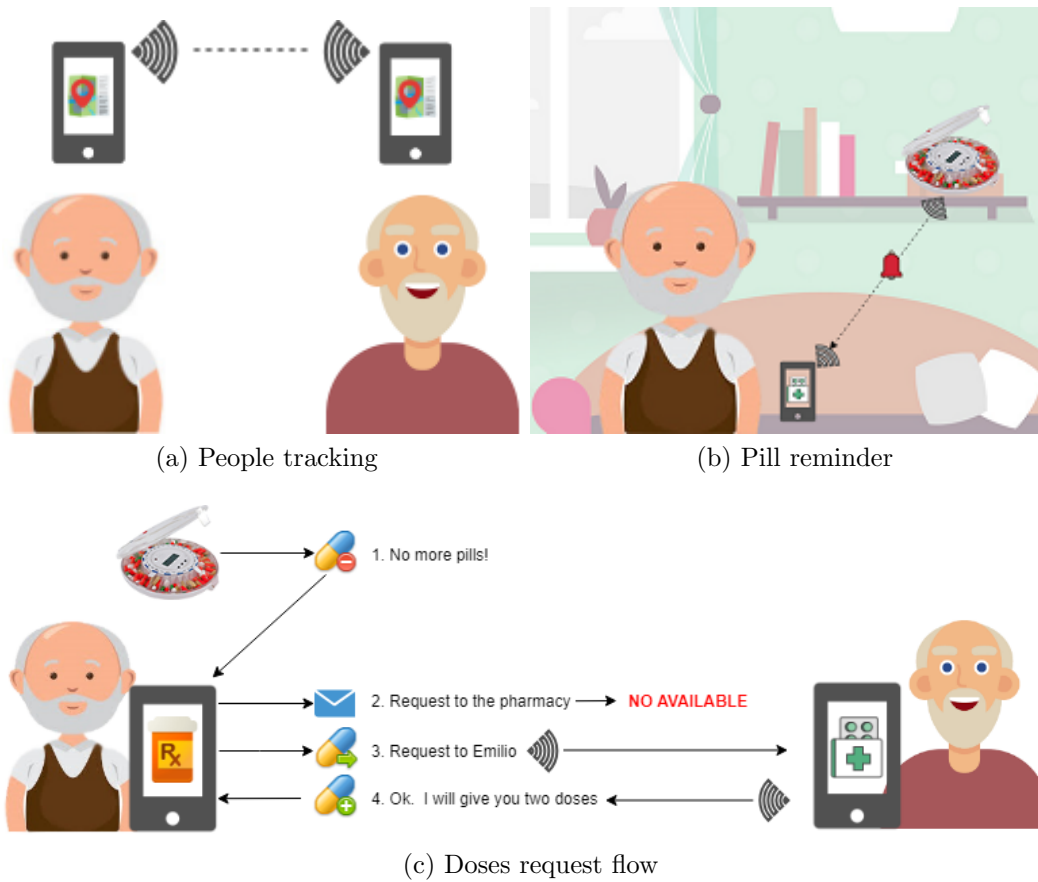 (a) People tracking
(b) Pill reminder
1. No more pills!
2. Request to the pharmacy
NO AVAILABLE
Rx
3. Request to Emilio
4. Ok. I will give you two doses
(c) Doses request flow